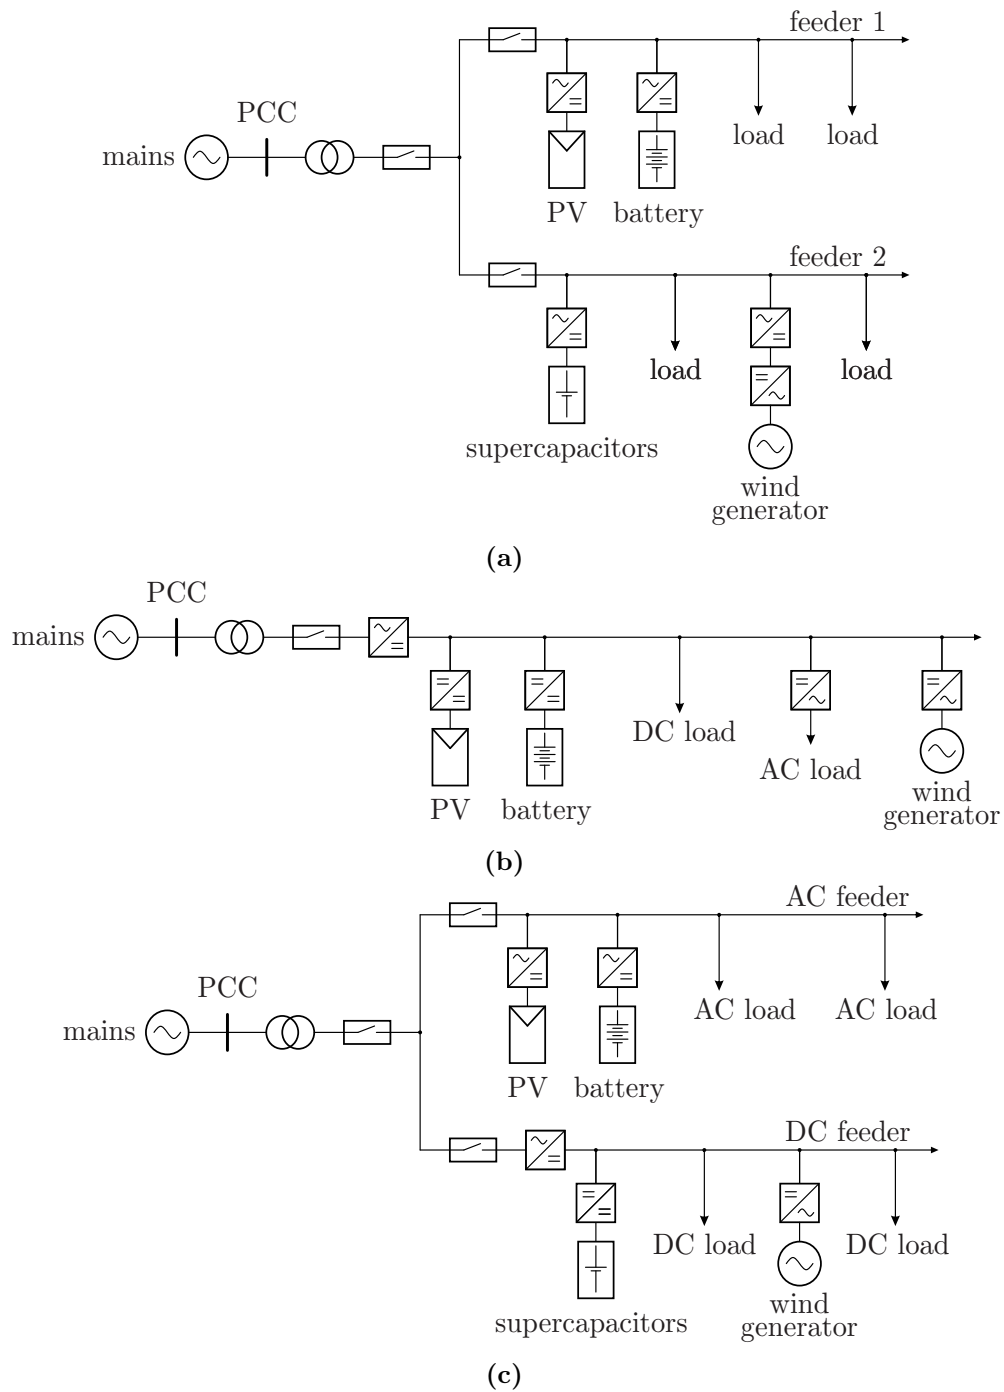 feeder 1
PCC
mains
load
load
PV
battery
feeder 2
load
load
supercapacitors
wind
generator
(a)
PCC
mains
DC load
AC load
PV
battery
wind
generator
(b)
AC feeder
PCC
mains
AC load
AC load
PV
battery
DC feeder
DC load
DC load
supercapacitors
wind
generator
(c)